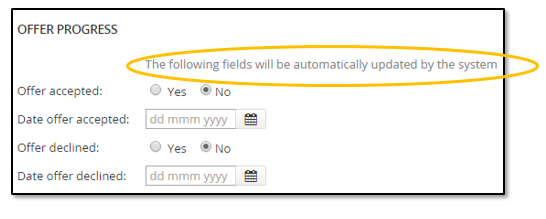 OFFER PROGRESS
The following fields will be automatically updated by the system
Offer accepted: Yes No
Date offer accepted: dd mmm yyyy
Offer declined: Yes No
Date offer declined: dd mmm yyyy